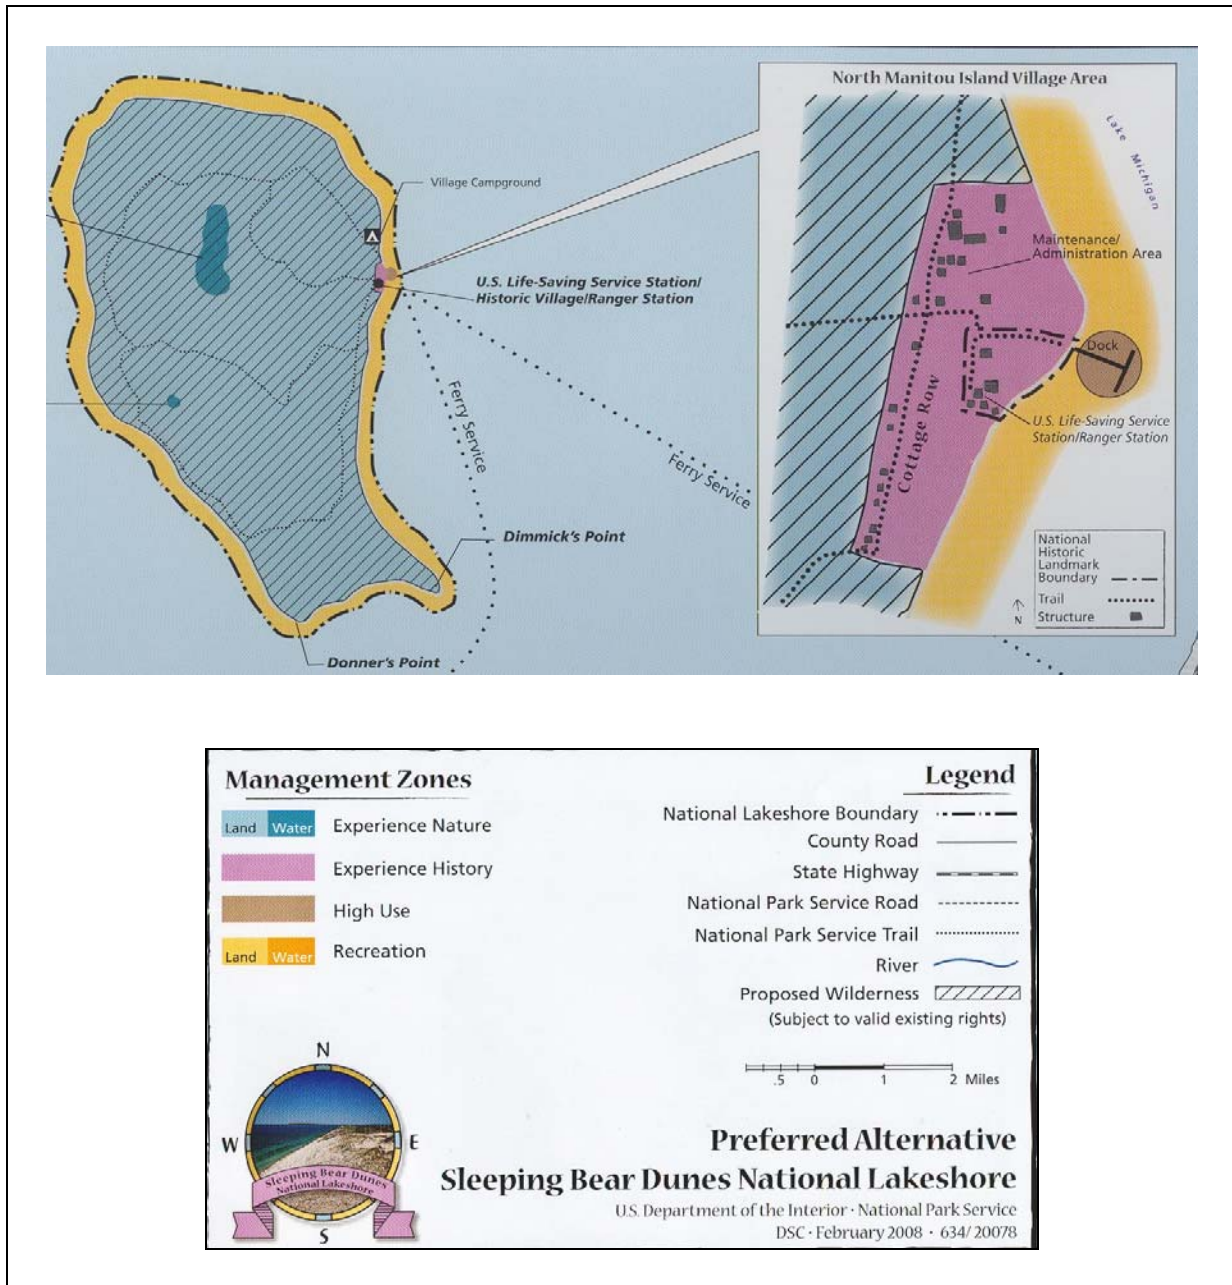 North Manitou Island Village Area
Village Campground
U.S. Life-Saving Service Station/
Historic Village/Ranger Station
Ferry Service
Ferry Service
Dimmick's Point
Donner's Point
Lake Michigan
Maintenance/
Administration Area
Dock
U.S. Life-Saving Service
Station/Ranger Station
Cottage Row
National
Historic
Landmark
Boundary
Trail
Structure
N
Management Zones
Land Water Experience Nature
Experience History
High Use
Land Water Recreation
Legend
National Lakeshore Boundary
County Road
State Highway
National Park Service Road
National Park Service Trail
River
Proposed Wilderness
(Subject to valid existing rights)
.5 0 1 2 Miles
N
W E
S
Sleeping Bear Dunes
National Lakeshore
Preferred Alternative
Sleeping Bear Dunes National Lakeshore
U.S. Department of the Interior · National Park Service
DSC · February 2008 · 634/20078